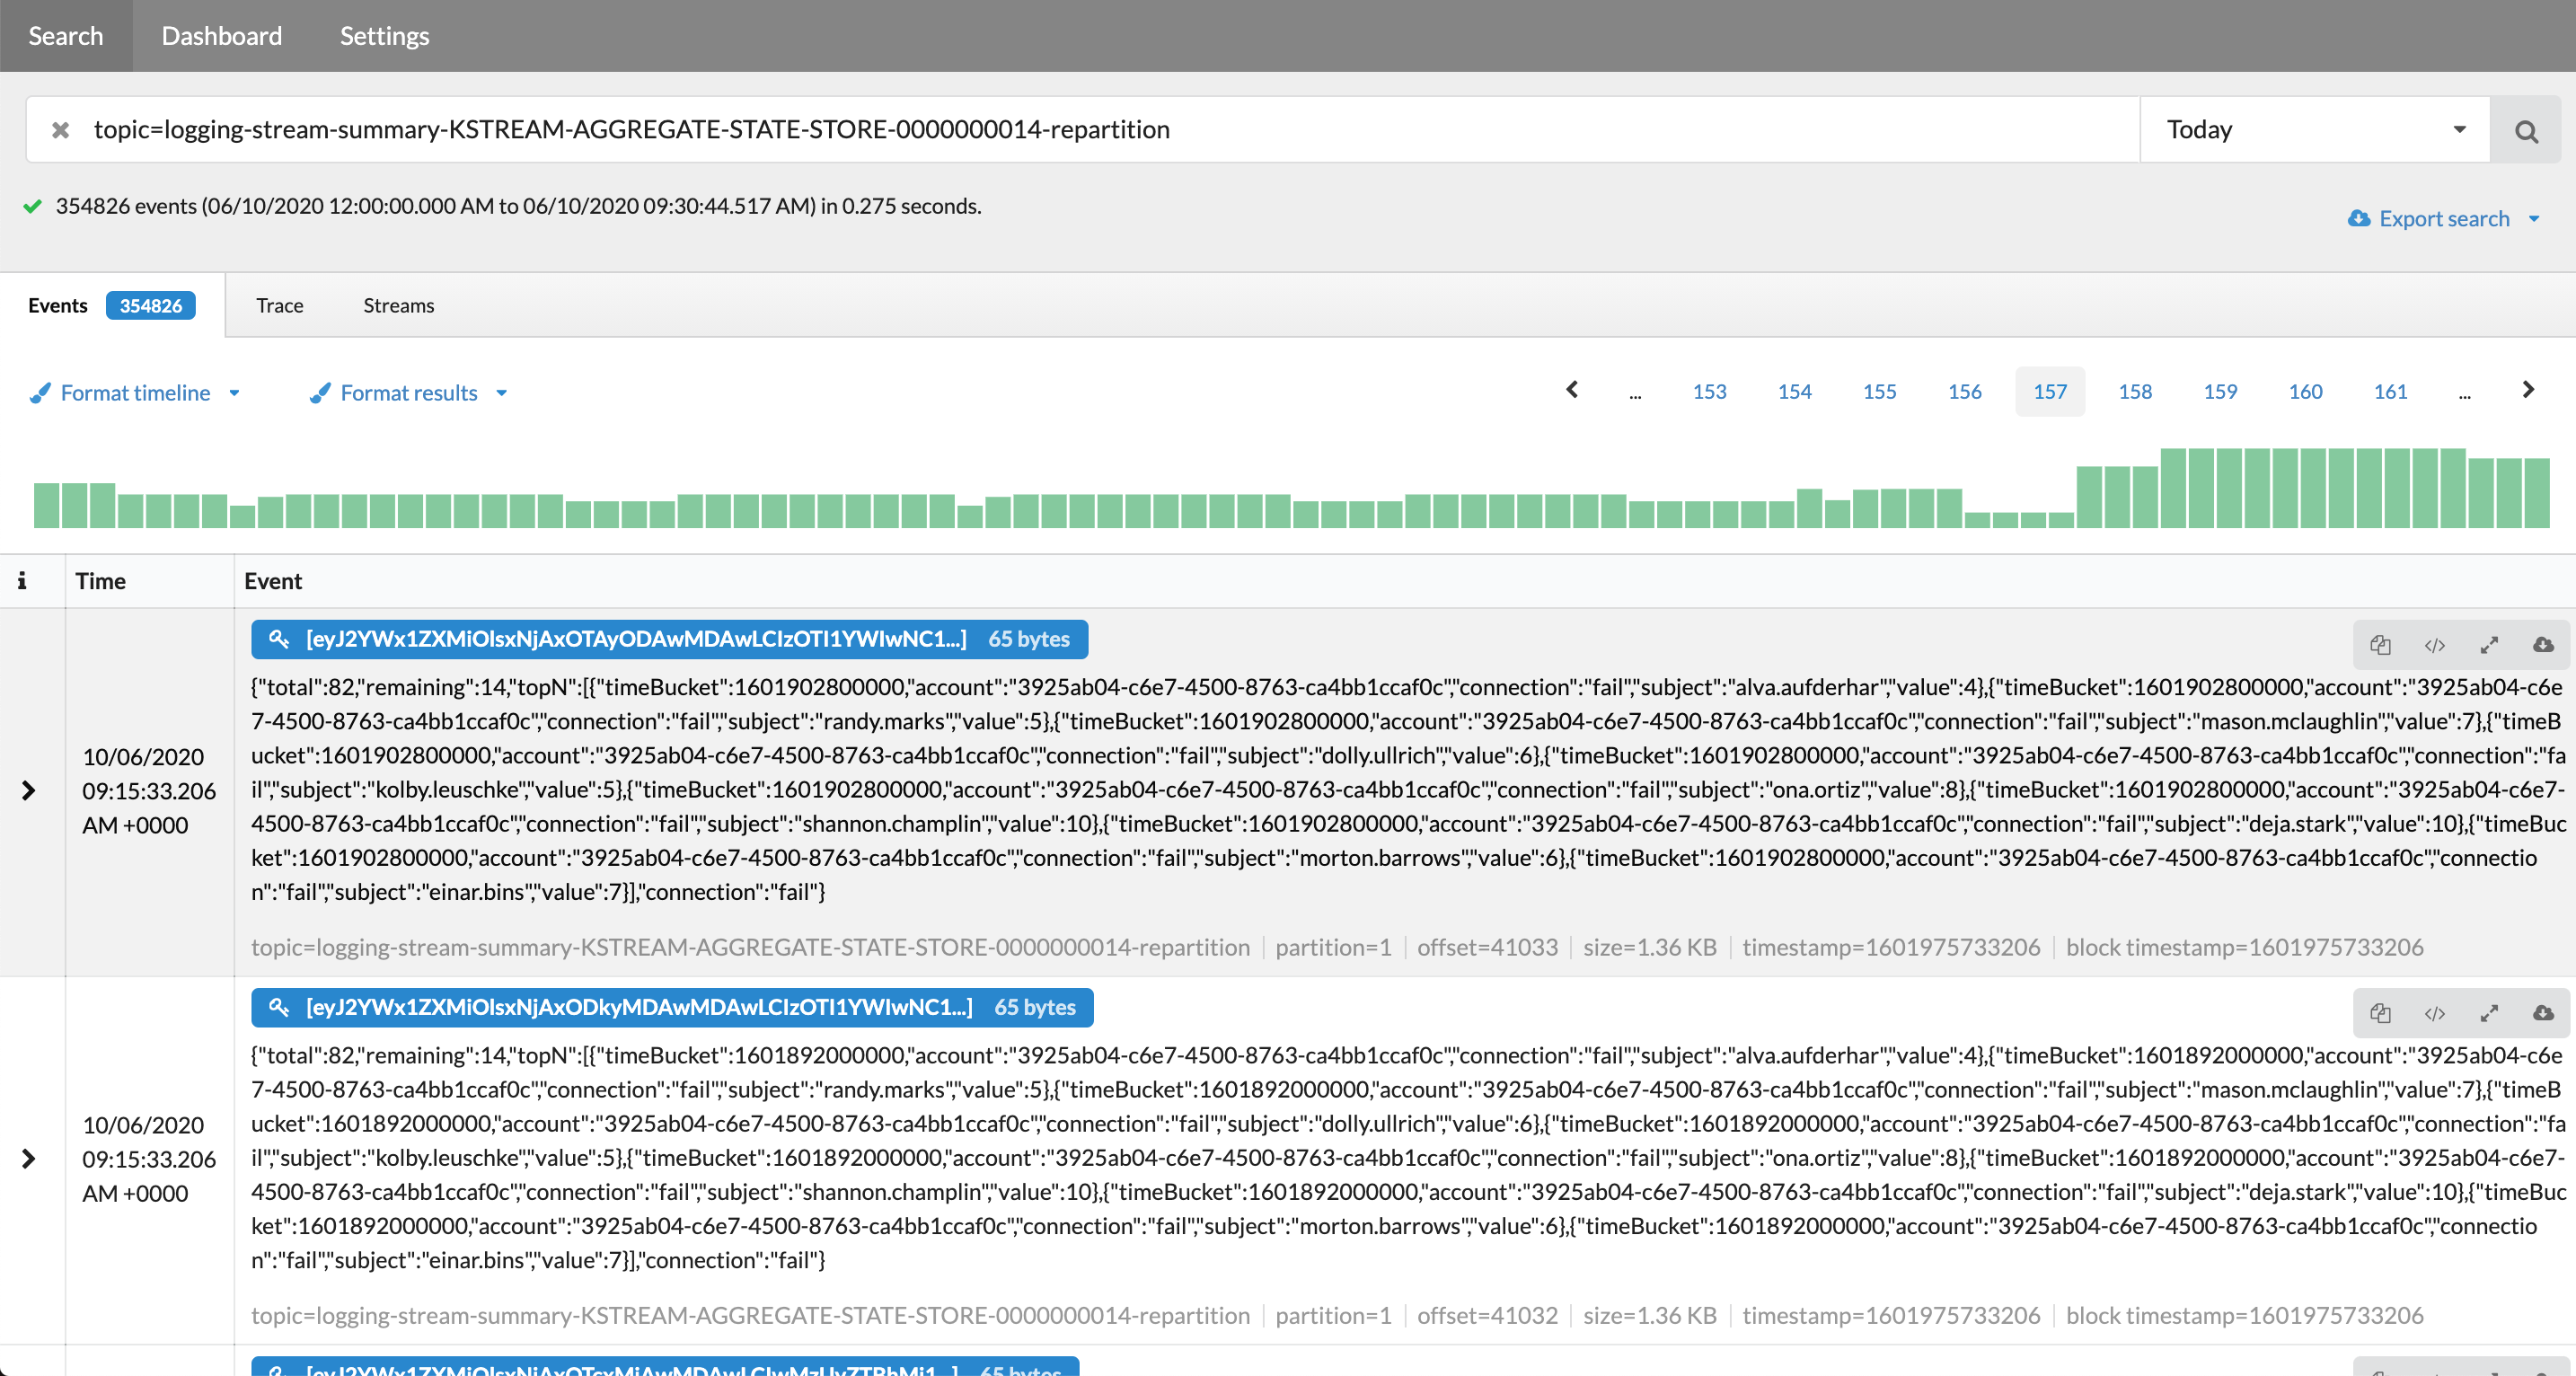 Search Dashboard Settings
topic=logging-stream-summary-KSTREAM-AGGREGATE-STATE-STORE-0000000014-repartition Today
354826 events (06/10/2020 12:00:00.000 AM to 06/10/2020 09:30:44.517 AM) in 0.275 seconds.
Export search
Events 354826 Trace Streams
Format timeline Format results ... 153 154 155 156 157 158 159 160 161 ...
i Time Event
[eyJ2YWx1ZXMiOlsxNjAxOTAyODAwMDAwLCIzOTI1YWIwNC1...] 65 bytes
{"total":82,"remaining":14,"topN":[{"timeBucket":1601902800000,"account":"3925ab04-c6e7-4500-8763-ca4bb1ccaf0c","connection":"fail","subject":"alva.aufderhar","value":4},{"timeBucket":1601902800000,"account":"3925ab04-c6e
7-4500-8763-ca4bb1ccaf0c","connection":"fail","subject":"randy.marks","value":5},{"timeBucket":1601902800000,"account":"3925ab04-c6e7-4500-8763-ca4bb1ccaf0c","connection":"fail","subject":"mason.mclaughlin","value":7},{"timeB
ucket":1601902800000,"account":"3925ab04-c6e7-4500-8763-ca4bb1ccaf0c","connection":"fail","subject":"dolly.ullrich","value":6},{"timeBucket":1601902800000,"account":"3925ab04-c6e7-4500-8763-ca4bb1ccaf0c","connection":"fa
il","subject":"kolby.leuschke","value":5},{"timeBucket":1601902800000,"account":"3925ab04-c6e7-4500-8763-ca4bb1ccaf0c","connection":"fail","subject":"ona.ortiz","value":8},{"timeBucket":1601902800000,"account":"3925ab04-c6e7-
4500-8763-ca4bb1ccaf0c","connection":"fail","subject":"shannon.champlin","value":10},{"timeBucket":1601902800000,"account":"3925ab04-c6e7-4500-8763-ca4bb1ccaf0c","connection":"fail","subject":"deja.stark","value":10},{"timeBuc
ket":1601902800000,"account":"3925ab04-c6e7-4500-8763-ca4bb1ccaf0c","connection":"fail","subject":"morton.barrows","value":6},{"timeBucket":1601902800000,"account":"3925ab04-c6e7-4500-8763-ca4bb1ccaf0c","connectio
n":"fail","subject":"einar.bins","value":7}],"connection":"fail"}
10/06/2020
09:15:33.206
AM +0000
topic=logging-stream-summary-KSTREAM-AGGREGATE-STATE-STORE-0000000014-repartition partition=1 offset=41033 size=1.36 KB timestamp=1601975733206 block timestamp=1601975733206
[eyJ2YWx1ZXMiOlsxNjAxODkyMDAwMDAwLCIzOTI1YWIwNC1...] 65 bytes
{"total":82,"remaining":14,"topN":[{"timeBucket":1601892000000,"account":"3925ab04-c6e7-4500-8763-ca4bb1ccaf0c","connection":"fail","subject":"alva.aufderhar","value":4},{"timeBucket":1601892000000,"account":"3925ab04-c6e
7-4500-8763-ca4bb1ccaf0c","connection":"fail","subject":"randy.marks","value":5},{"timeBucket":1601892000000,"account":"3925ab04-c6e7-4500-8763-ca4bb1ccaf0c","connection":"fail","subject":"mason.mclaughlin","value":7},{"timeB
ucket":1601892000000,"account":"3925ab04-c6e7-4500-8763-ca4bb1ccaf0c","connection":"fail","subject":"dolly.ullrich","value":6},{"timeBucket":1601892000000,"account":"3925ab04-c6e7-4500-8763-ca4bb1ccaf0c","connection":"fa
il","subject":"kolby.leuschke","value":5},{"timeBucket":1601892000000,"account":"3925ab04-c6e7-4500-8763-ca4bb1ccaf0c","connection":"fail","subject":"ona.ortiz","value":8},{"timeBucket":1601892000000,"account":"3925ab04-c6e7-
4500-8763-ca4bb1ccaf0c","connection":"fail","subject":"shannon.champlin","value":10},{"timeBucket":1601892000000,"account":"3925ab04-c6e7-4500-8763-ca4bb1ccaf0c","connection":"fail","subject":"deja.stark","value":10},{"timeBuc
ket":1601892000000,"account":"3925ab04-c6e7-4500-8763-ca4bb1ccaf0c","connection":"fail","subject":"morton.barrows","value":6},{"timeBucket":1601892000000,"account":"3925ab04-c6e7-4500-8763-ca4bb1ccaf0c","connectio
n":"fail","subject":"einar.bins","value":7}],"connection":"fail"}
10/06/2020
09:15:33.206
AM +0000
topic=logging-stream-summary-KSTREAM-AGGREGATE-STATE-STORE-0000000014-repartition partition=1 offset=41032 size=1.36 KB timestamp=1601975733206 block timestamp=1601975733206
65 bytes